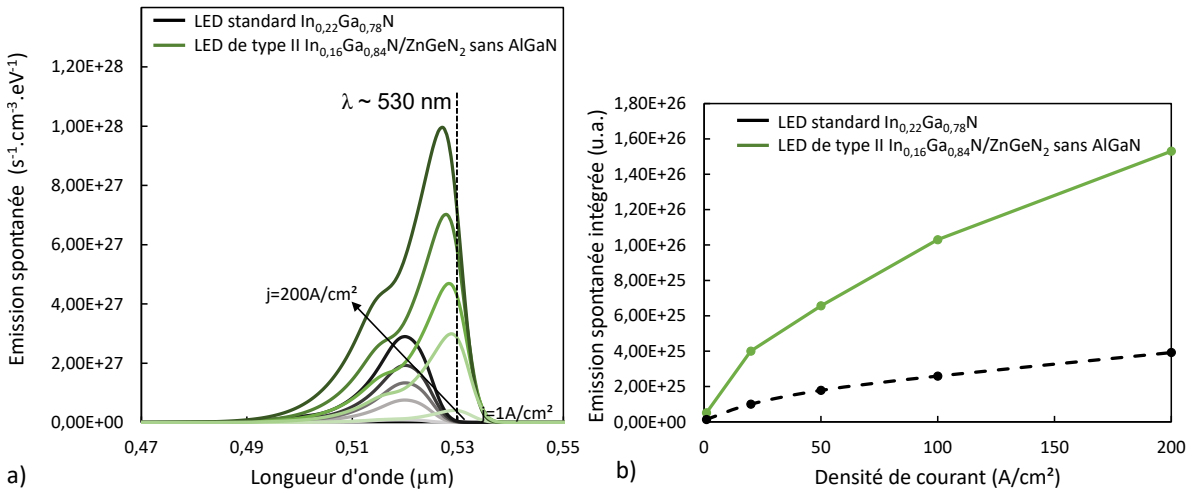 LED standard In0,22Ga0,78N
LED de type II In0,16Ga0,84N/ZnGeN2 sans AlGaN
Emission spontanée (s-1.cm-3.eV-1)
1,20E+28
1,00E+28
8,00E+27
6,00E+27
4,00E+27
2,00E+27
0,00E+00
λ ~ 530 nm
j=200A/cm²
j=1A/cm²
0,47 0,49 0,51 0,53 0,55
Longueur d'onde (μm)
a)
LED standard In0,22Ga0,78N
LED de type II In0,16Ga0,84N/ZnGeN2 sans AlGaN
Emission spontanée intégrée (u.a.)
1,80E+26
1,60E+26
1,40E+26
1,20E+26
1,00E+26
8,00E+25
6,00E+25
4,00E+25
2,00E+25
0,00E+00
0 50 100 150 200
Densité de courant (A/cm²)
b)